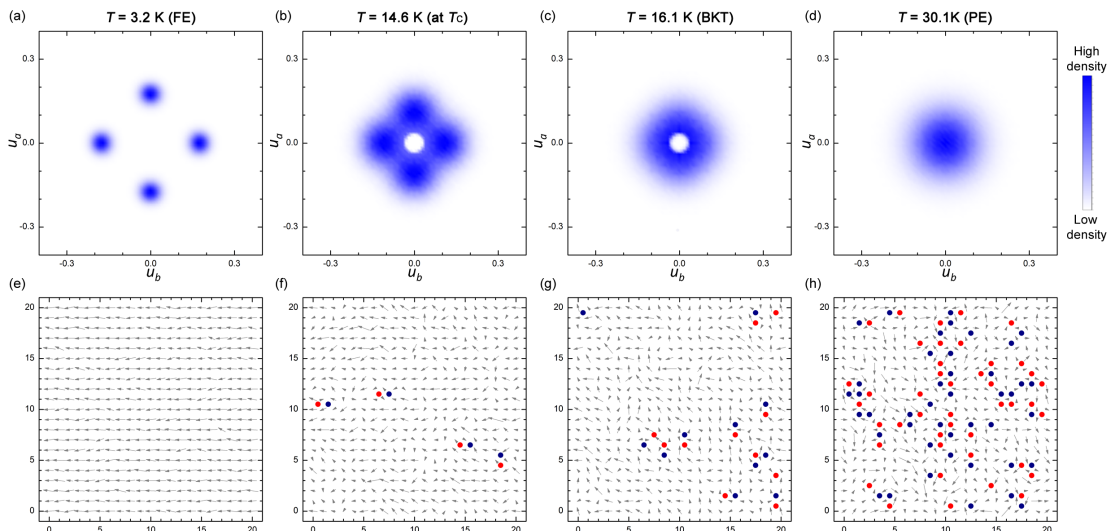 (a) T = 3.2 K (FE)
(b) T = 14.6 K (at TC)
(c) T = 16.1 K (BKT)
(d) T = 30.1K (PE)
0.3
0.0
-0.3
ua
-0.3 0.0 0.3
ub
0.3
0.0
-0.3
ua
-0.3 0.0 0.3
ub
0.3
0.0
-0.3
ua
-0.3 0.0 0.3
ub
0.3
0.0
-0.3
ua
-0.3 0.0 0.3
ub
High
density
Low
density
(e)
20
15
10
5
0
0 5 10 15 20
(f)
20
15
10
5
0
0 5 10 15 20
(g)
20
15
10
5
0
0 5 10 15 20
(h)
20
15
10
5
0
0 5 10 15 20